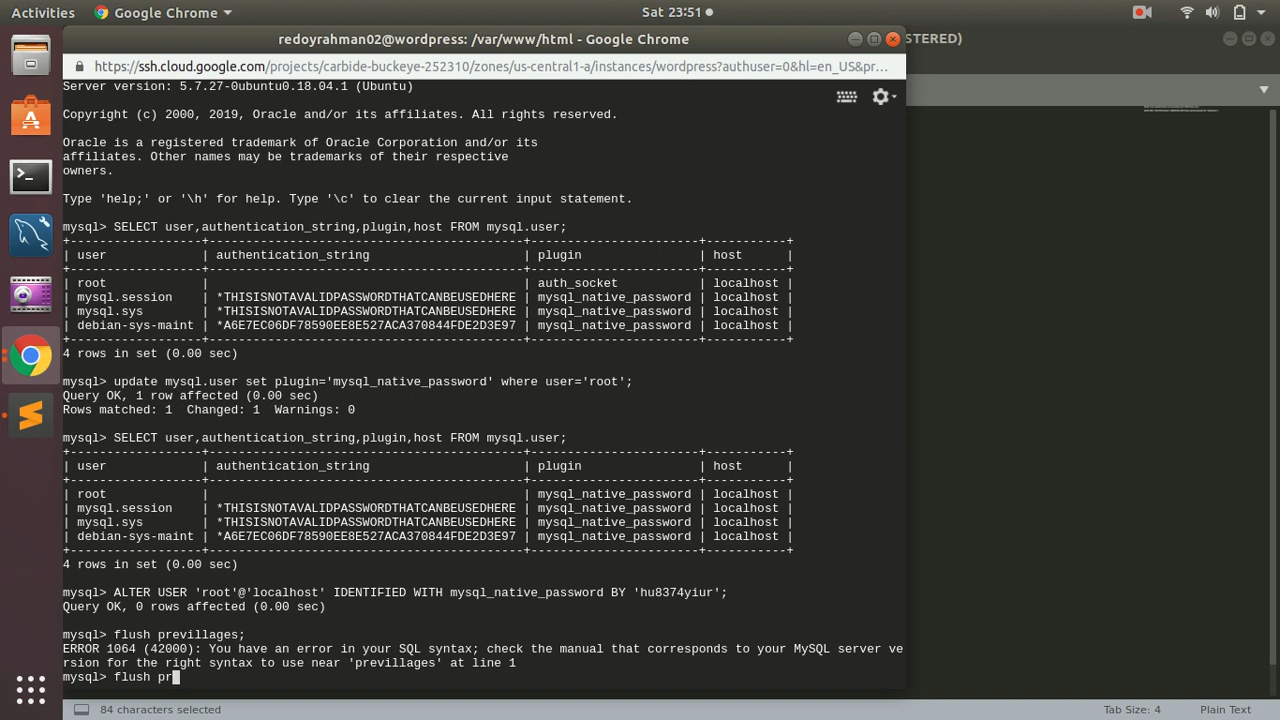 Activities
Google Chrome
Sat 23:51
redoyrahman02@wordpress: /var/www/html - Google Chrome
STERED)
https://ssh.cloud.google.com/projects/carbide-buckeye-252310/zones/us-central1-a/instances/wordpress?authuser=0&hl=en_US&pr...
Server version: 5.7.27-0ubuntu0.18.04.1 (Ubuntu)
Copyright (c) 2000, 2019, Oracle and/or its affiliates. All rights reserved.
Oracle is a registered trademark of Oracle Corporation and/or its
affiliates. Other names may be trademarks of their respective
owners.
Type 'help;' or '\h' for help. Type '\c' to clear the current input statement.
mysql> SELECT user,authentication_string,plugin,host FROM mysql.user;
+------------------+-------------------------------------------+-----------------------+-----------+
| user | authentication_string | plugin | host |
+------------------+-------------------------------------------+-----------------------+-----------+
| root | | auth_socket | localhost |
| mysql.session | *THISISNOTAVALIDPASSWORDTHATCANBEUSEDHERE | mysql_native_password | localhost |
| mysql.sys | *THISISNOTAVALIDPASSWORDTHATCANBEUSEDHERE | mysql_native_password | localhost |
| debian-sys-maint | *A6E7EC06DF78590EE8E527ACA370844FDE2D3E97 | mysql_native_password | localhost |
+------------------+-------------------------------------------+-----------------------+-----------+
4 rows in set (0.00 sec)
mysql> update mysql.user set plugin='mysql_native_password' where user='root';
Query OK, 1 row affected (0.00 sec)
Rows matched: 1 Changed: 1 Warnings: 0
mysql> SELECT user,authentication_string,plugin,host FROM mysql.user;
+------------------+-------------------------------------------+-----------------------+-----------+
| user | authentication_string | plugin | host |
+------------------+-------------------------------------------+-----------------------+-----------+
| root | | mysql_native_password | localhost |
| mysql.session | *THISISNOTAVALIDPASSWORDTHATCANBEUSEDHERE | mysql_native_password | localhost |
| mysql.sys | *THISISNOTAVALIDPASSWORDTHATCANBEUSEDHERE | mysql_native_password | localhost |
| debian-sys-maint | *A6E7EC06DF78590EE8E527ACA370844FDE2D3E97 | mysql_native_password | localhost |
+------------------+-------------------------------------------+-----------------------+-----------+
4 rows in set (0.00 sec)
mysql> ALTER USER 'root'@'localhost' IDENTIFIED WITH mysql_native_password BY 'hu8374yiur';
Query OK, 0 rows affected (0.00 sec)
mysql> flush previllages;
ERROR 1064 (42000): You have an error in your SQL syntax; check the manual that corresponds to your MySQL server ve
rsion for the right syntax to use near 'previllages' at line 1
mysql> flush pr
84 characters selected
Tab Size: 4
Plain Text